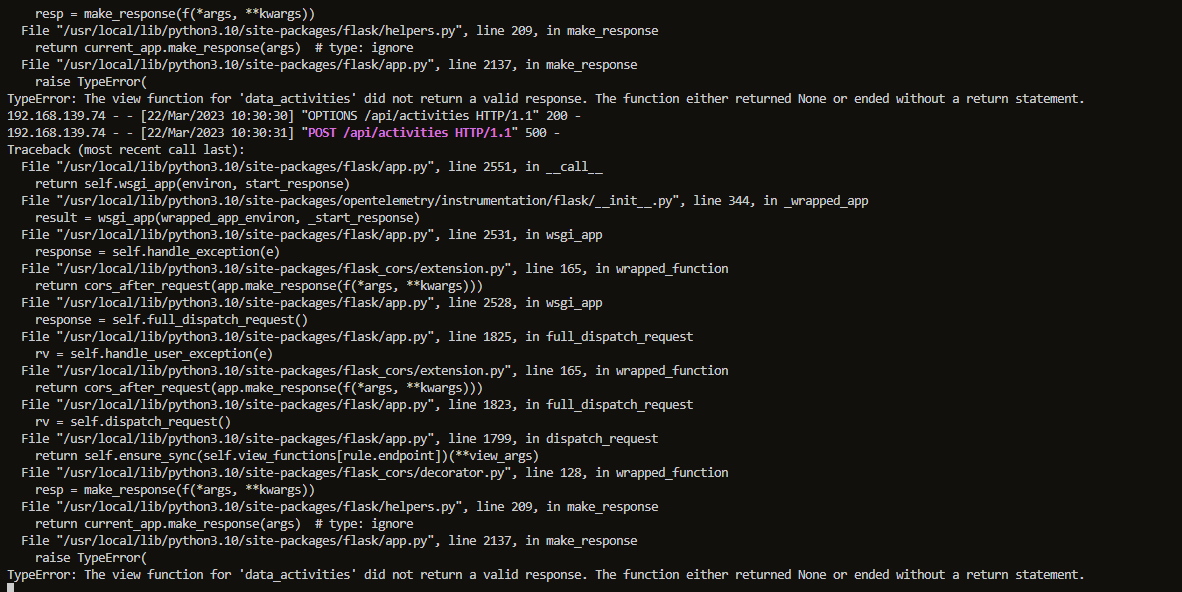 resp = make_response(f(*args, **kwargs))
File "/usr/local/lib/python3.10/site-packages/flask/helpers.py", line 209, in make_response
return current_app.make_response(args)  # type: ignore
File "/usr/local/lib/python3.10/site-packages/flask/app.py", line 2137, in make_response
raise TypeError(
TypeError: The view function for 'data_activities' did not return a valid response. The function either returned None or ended without a return statement.
192.168.139.74 - - [22/Mar/2023 10:30:30] "OPTIONS /api/activities HTTP/1.1" 200 -
192.168.139.74 - - [22/Mar/2023 10:30:31] "POST /api/activities HTTP/1.1" 500 -
Traceback (most recent call last):
File "/usr/local/lib/python3.10/site-packages/flask/app.py", line 2551, in __call__
return self.wsgi_app(environ, start_response)
File "/usr/local/lib/python3.10/site-packages/opentelemetry/instrumentation/flask/__init__.py", line 344, in _wrapped_app
result = wsgi_app(wrapped_app_environ, _start_response)
File "/usr/local/lib/python3.10/site-packages/flask/app.py", line 2531, in wsgi_app
response = self.handle_exception(e)
File "/usr/local/lib/python3.10/site-packages/flask_cors/extension.py", line 165, in wrapped_function
return cors_after_request(app.make_response(f(*args, **kwargs)))
File "/usr/local/lib/python3.10/site-packages/flask/app.py", line 2528, in wsgi_app
response = self.full_dispatch_request()
File "/usr/local/lib/python3.10/site-packages/flask/app.py", line 1825, in full_dispatch_request
rv = self.handle_user_exception(e)
File "/usr/local/lib/python3.10/site-packages/flask_cors/extension.py", line 165, in wrapped_function
return cors_after_request(app.make_response(f(*args, **kwargs)))
File "/usr/local/lib/python3.10/site-packages/flask/app.py", line 1823, in full_dispatch_request
rv = self.dispatch_request()
File "/usr/local/lib/python3.10/site-packages/flask/app.py", line 1799, in dispatch_request
return self.ensure_sync(self.view_functions[rule.endpoint])(**view_args)
File "/usr/local/lib/python3.10/site-packages/flask_cors/decorator.py", line 128, in wrapped_function
resp = make_response(f(*args, **kwargs))
File "/usr/local/lib/python3.10/site-packages/flask/helpers.py", line 209, in make_response
return current_app.make_response(args)  # type: ignore
File "/usr/local/lib/python3.10/site-packages/flask/app.py", line 2137, in make_response
raise TypeError(
TypeError: The view function for 'data_activities' did not return a valid response. The function either returned None or ended without a return statement.